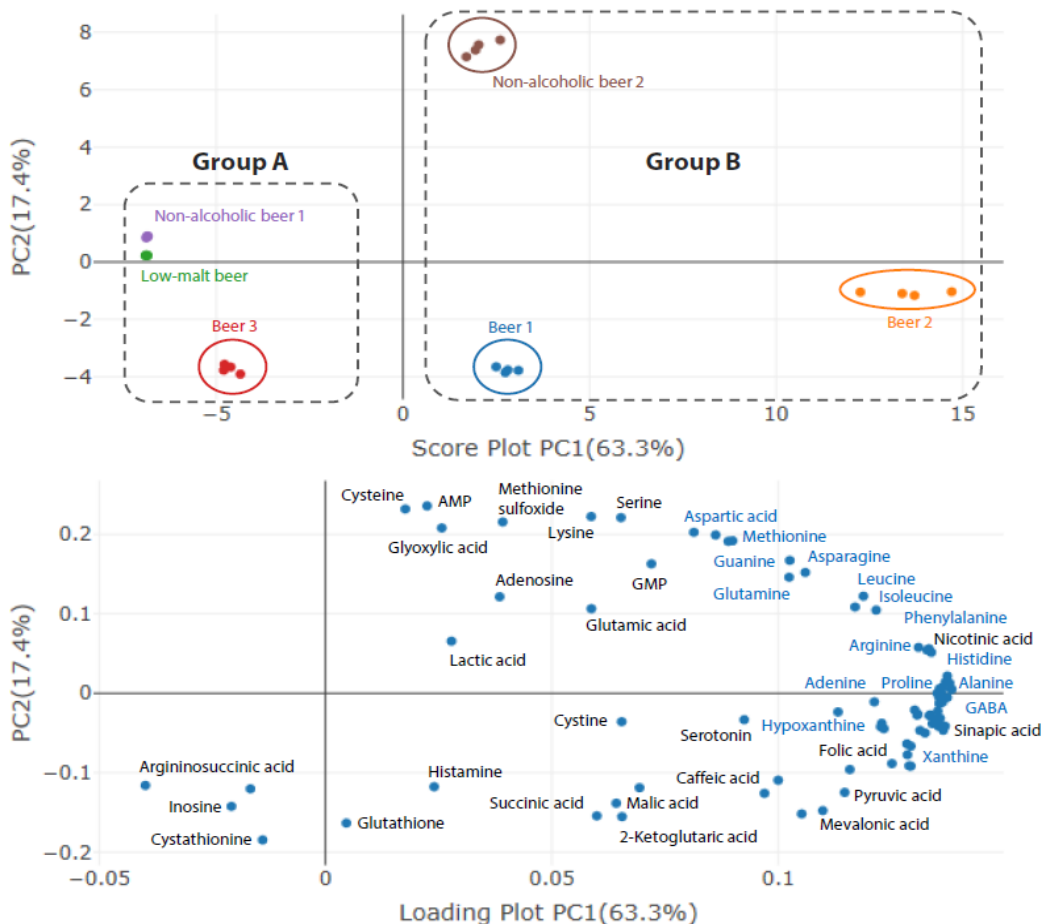 8
6
4
2
0
−2
−4
PC2(17.4%)
Non-alcoholic beer 2
Group A
Group B
Non-alcoholic beer 1
Low-malt beer
Beer 3
Beer 1
Beer 2
−5
0
5
10
15
Score Plot PC1(63.3%)
0.2
0.1
0
−0.1
−0.2
PC2(17.4%)
Cysteine
AMP
Methionine
sulfoxide
Serine
Glyoxylic acid
Lysine
Aspartic acid
Methionine
Guanine
Asparagine
Adenosine
GMP
Glutamine
Leucine
Isoleucine
Glutamic acid
Phenylalanine
Lactic acid
Arginine
Nicotinic acid
Histidine
Adenine
Proline
Alanine
GABA
Cystine
Serotonin
Hypoxanthine
Sinapic acid
Folic acid
Xanthine
Argininosuccinic acid
Histamine
Caffeic acid
Inosine
Succinic acid
Malic acid
Pyruvic acid
Cystathionine
Glutathione
2-Ketoglutaric acid
Mevalonic acid
−0.05
0
0.05
0.1
Loading Plot PC1(63.3%)